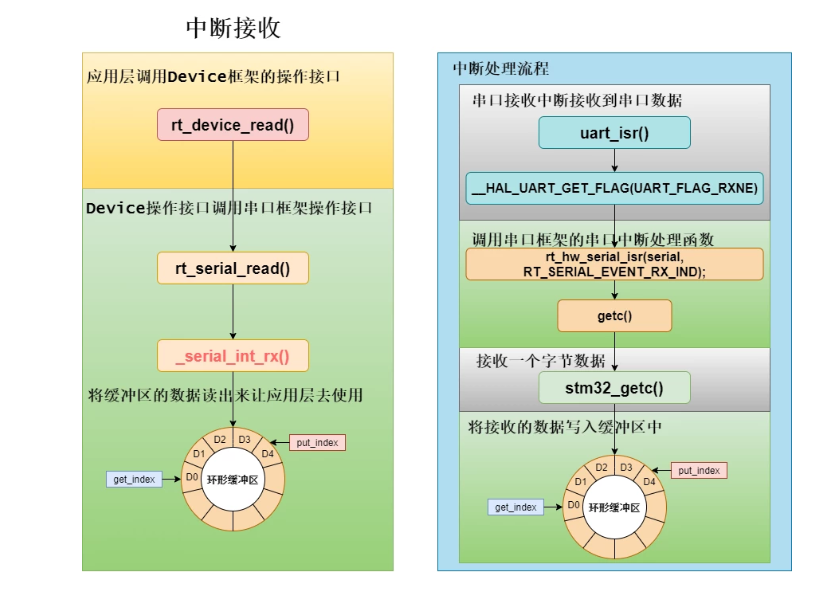 中断接收
应用层调用Device框架的操作接口
rt_device_read()
Device操作接口调用串口框架操作接口
rt_serial_read()
_serial_int_rx()
将缓冲区的数据读出来让应用层去使用
D0
D1
D2
D3
D4
put_index
get_index
环形缓冲区
中断处理流程
串口接收中断接收到串口数据
uart_isr()
__HAL_UART_GET_FLAG(UART_FLAG_RXNE)
调用串口框架的串口中断处理函数
rt_hw_serial_isr(serial,
RT_SERIAL_EVENT_RX_IND);
getc()
接收一个字节数据
stm32_getc()
将接收的数据写入缓冲区中
D0
D1
D2
D3
D4
put_index
get_index
环形缓冲区